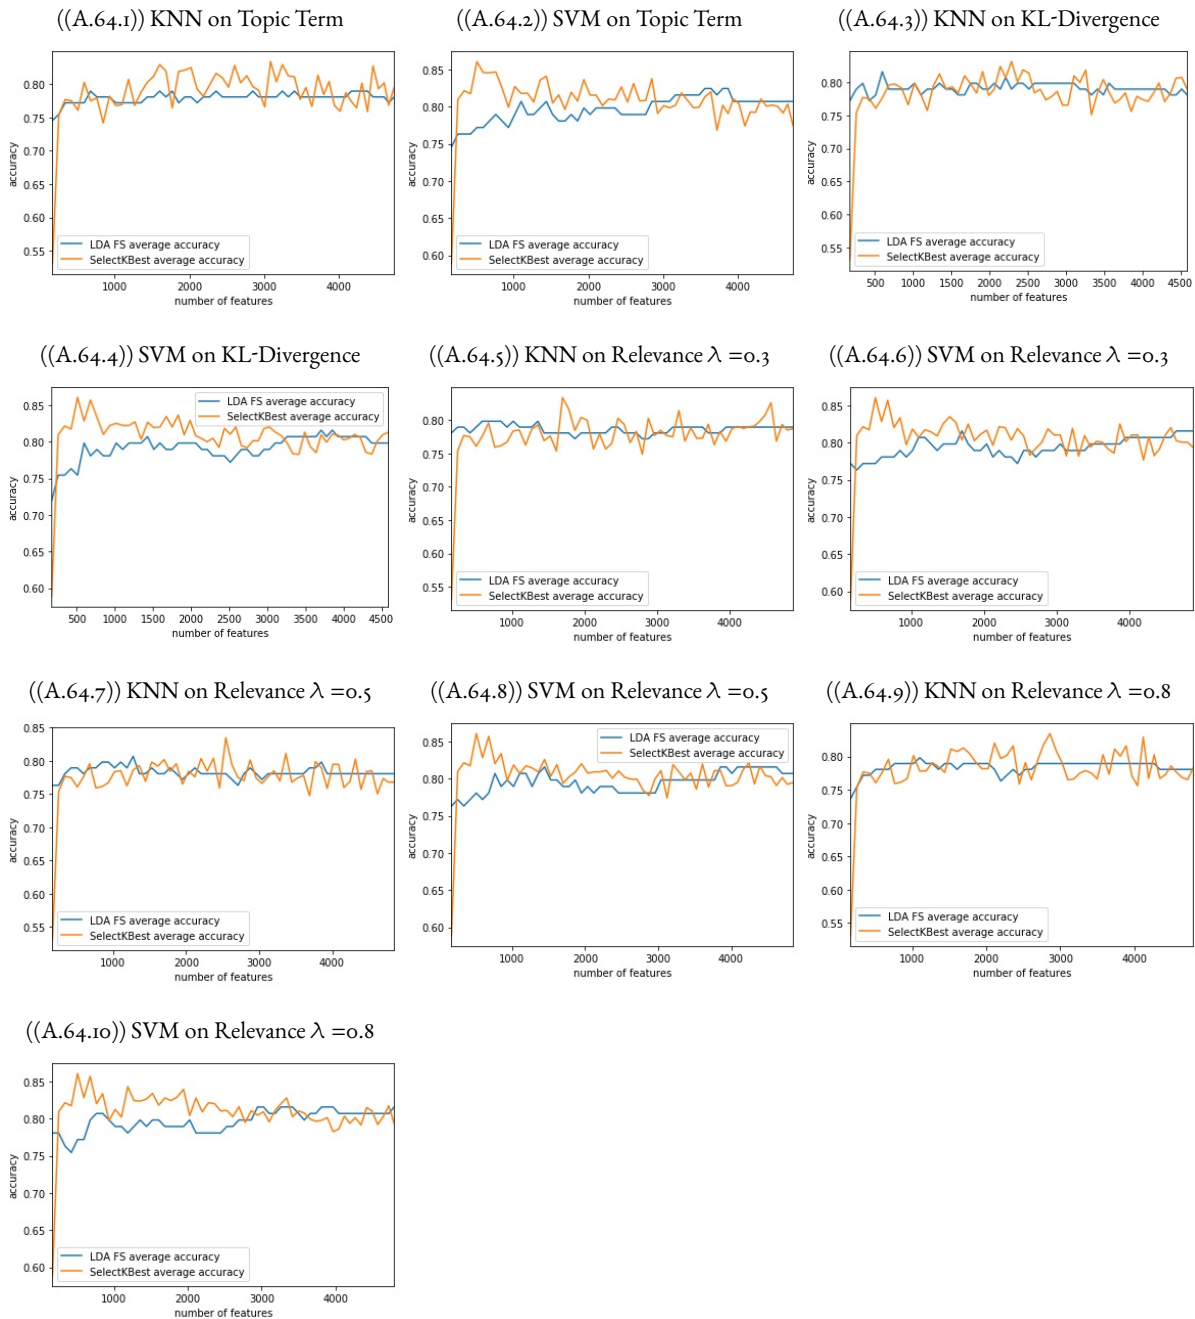 ((A.64.1)) KNN on Topic Term
((A.64.2)) SVM on Topic Term
((A.64.3)) KNN on KL-Divergence
0.80
0.75
0.70
0.65
0.60
0.55
accuracy
LDA FS average accuracy
SelectKBest average accuracy
1000 2000 3000 4000
number of features
0.85
0.80
0.75
0.70
0.65
0.60
accuracy
LDA FS average accuracy
SelectKBest average accuracy
1000 2000 3000 4000
number of features
0.80
0.75
0.70
0.65
0.60
0.55
accuracy
LDA FS average accuracy
SelectKBest average accuracy
500 1000 1500 2000 2500 3000 3500 4000 4500
number of features
((A.64.4)) SVM on KL-Divergence
((A.64.5)) KNN on Relevance λ =0.3
((A.64.6)) SVM on Relevance λ =0.3
0.85
0.80
0.75
0.70
0.65
0.60
accuracy
LDA FS average accuracy
SelectKBest average accuracy
500 1000 1500 2000 2500 3000 3500 4000 4500
number of features
0.80
0.75
0.70
0.65
0.60
0.55
accuracy
LDA FS average accuracy
SelectKBest average accuracy
1000 2000 3000 4000
number of features
0.85
0.80
0.75
0.70
0.65
0.60
accuracy
LDA FS average accuracy
SelectKBest average accuracy
1000 2000 3000 4000
number of features
((A.64.7)) KNN on Relevance λ =0.5
((A.64.8)) SVM on Relevance λ =0.5
((A.64.9)) KNN on Relevance λ =0.8
0.85
0.80
0.75
0.70
0.65
0.60
0.55
accuracy
LDA FS average accuracy
SelectKBest average accuracy
1000 2000 3000 4000
number of features
0.85
0.80
0.75
0.70
0.65
0.60
accuracy
LDA FS average accuracy
SelectKBest average accuracy
1000 2000 3000 4000
number of features
0.80
0.75
0.70
0.65
0.60
0.55
accuracy
LDA FS average accuracy
SelectKBest average accuracy
1000 2000 3000 4000
number of features
((A.64.10)) SVM on Relevance λ =0.8
0.85
0.80
0.75
0.70
0.65
0.60
accuracy
LDA FS average accuracy
SelectKBest average accuracy
1000 2000 3000 4000
number of features